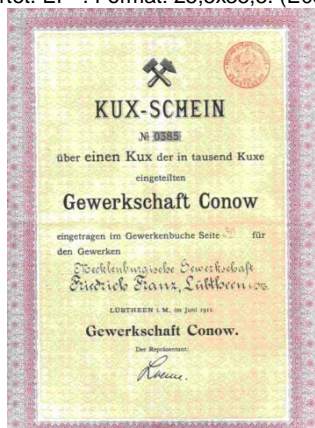 KUX-SCHEIN
№ 0385
über einen Kux der in tausend Kuxe
eingeteilten
Gewerkschaft Conow
eingetragen im Gewerkenbuche Seite für
den Gewerken
Mecklenburgische Gewerkschaft
Friedrich Franz, Lübtheen
LÜBTHEEN i. M., im Juni 1911.
Gewerkschaft Conow.
Der Repräsentant: